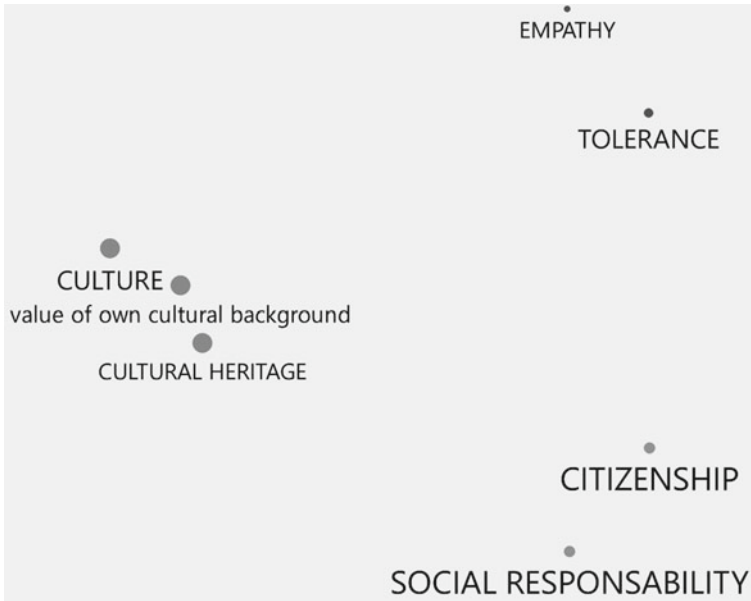 EMPATHY
TOLERANCE
CULTURE
value of own cultural background
CULTURAL HERITAGE
CITIZENSHIP
SOCIAL RESPONSABILITY